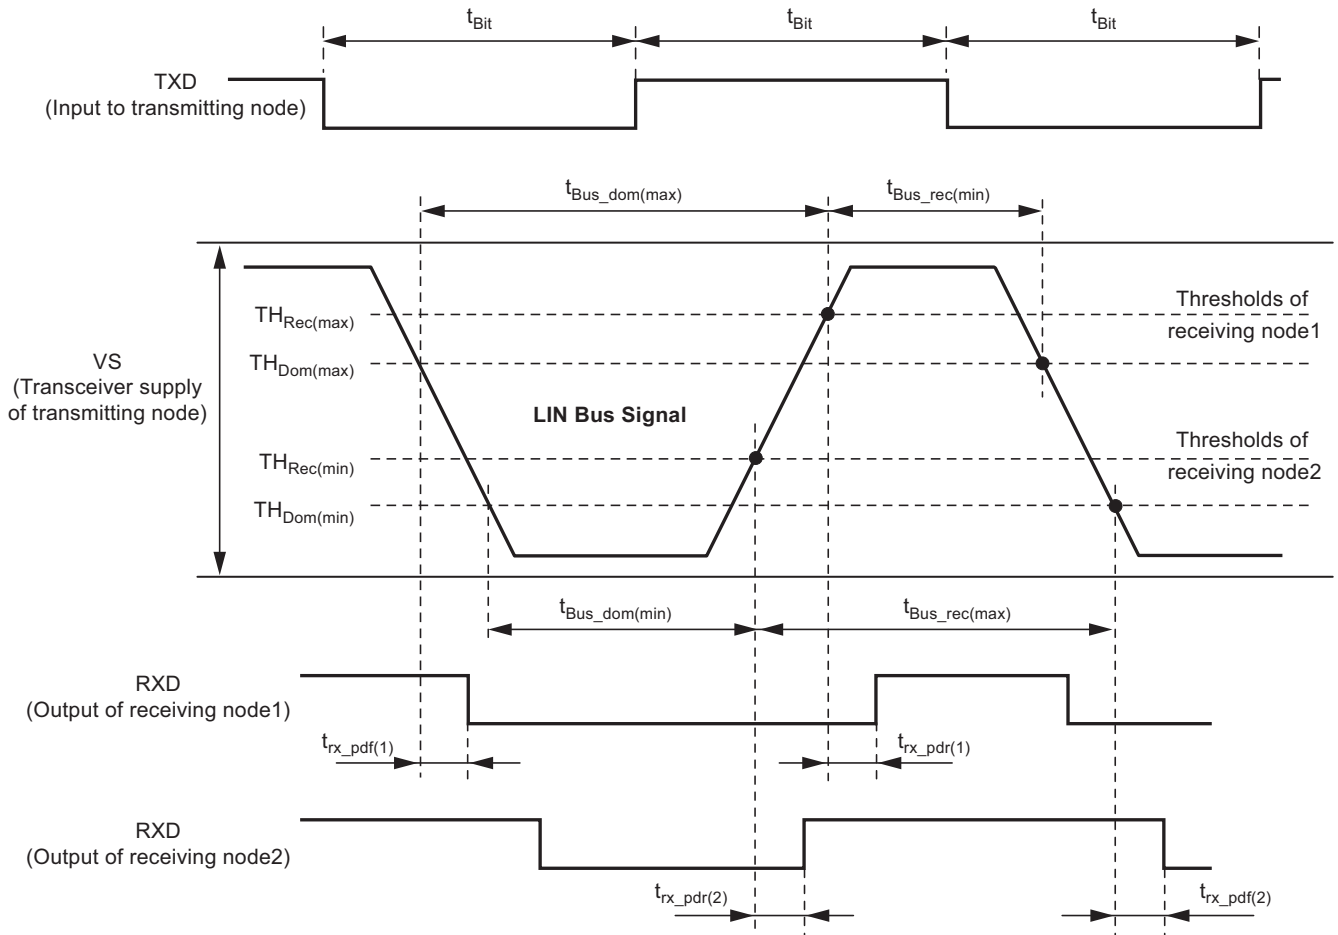 tBit tBit tBit
TXD
(Input to transmitting node)
tBus_dom(max) tBus_rec(min)
THRec(max)
Thresholds of
receiving node1
VS
(Transceiver supply
of transmitting node)
THDom(max)
LIN Bus Signal
THRec(min)
Thresholds of
receiving node2
THDom(min)
tBus_dom(min) tBus_rec(max)
RXD
(Output of receiving node1)
trx_pdf(1) trx_pdr(1)
RXD
(Output of receiving node2)
trx_pdr(2) trx_pdf(2)